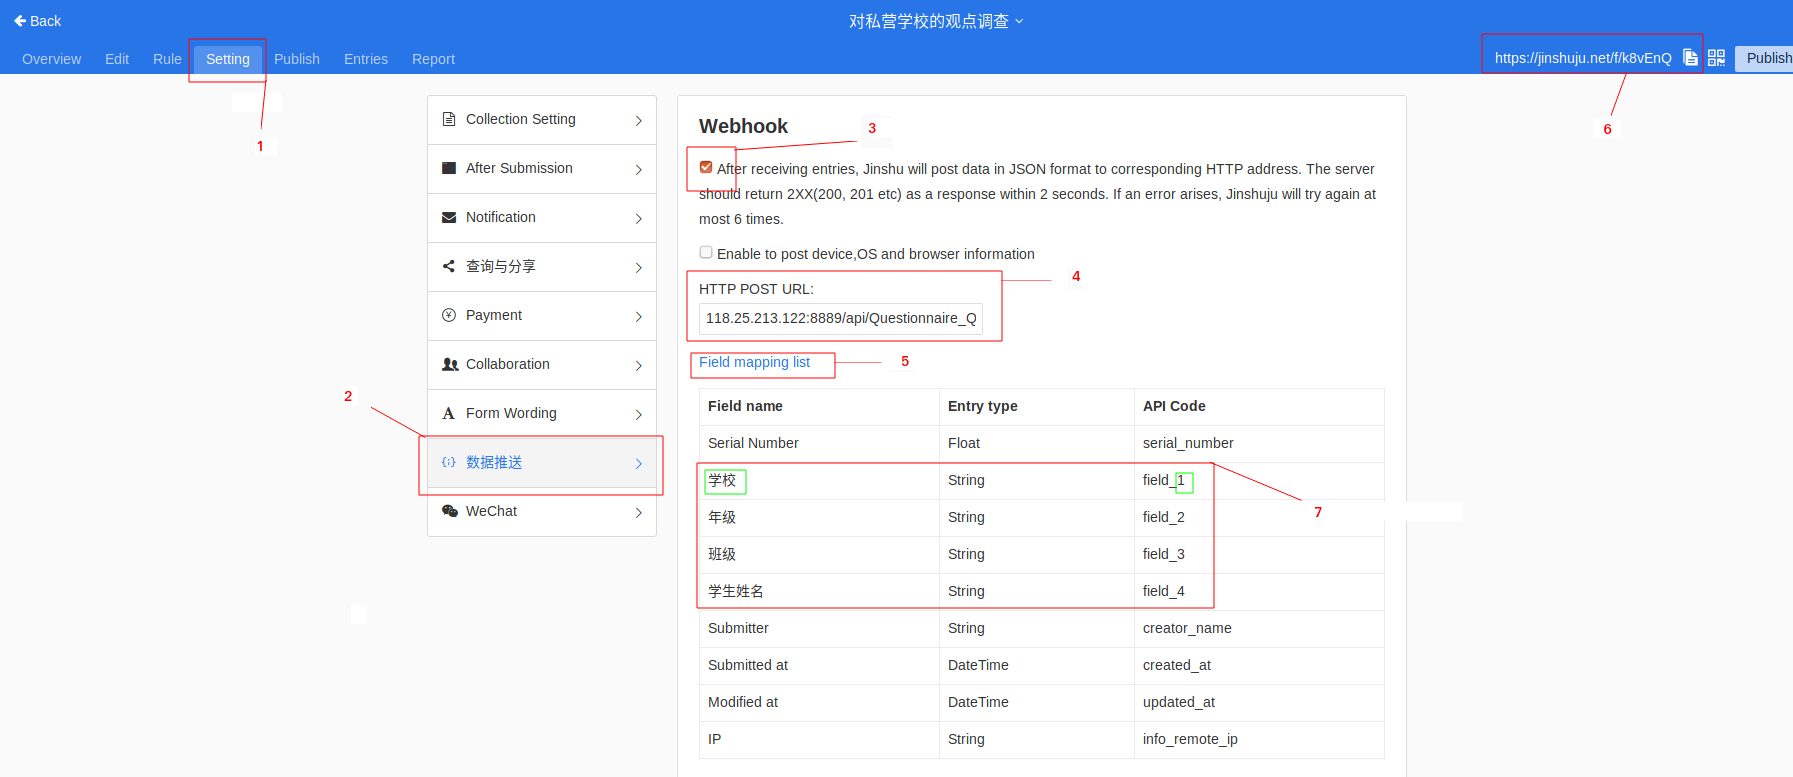 Back
对私营学校的观点调查
Overview Edit Rule Setting Publish Entries Report
https://jinshuju.net/f/k8vEnQ
Publish
1
6
Collection Setting
After Submission
Notification
查询与分享
Payment
Collaboration
Form Wording
数据推送
WeChat
2
Webhook
3
After receiving entries, Jinshu will post data in JSON format to corresponding HTTP address. The server
should return 2XX(200, 201 etc) as a response within 2 seconds. If an error arises, Jinshuju will try again at
most 6 times.
Enable to post device,OS and browser information
4
HTTP POST URL:
118.25.213.122:8889/api/Questionnaire_Q
Field mapping list
5
Field name Entry type API Code
Serial Number Float serial_number
学校 String field_1
年级 String field_2
7
班级 String field_3
学生姓名 String field_4
Submitter String creator_name
Submitted at DateTime created_at
Modified at DateTime updated_at
IP String info_remote_ip